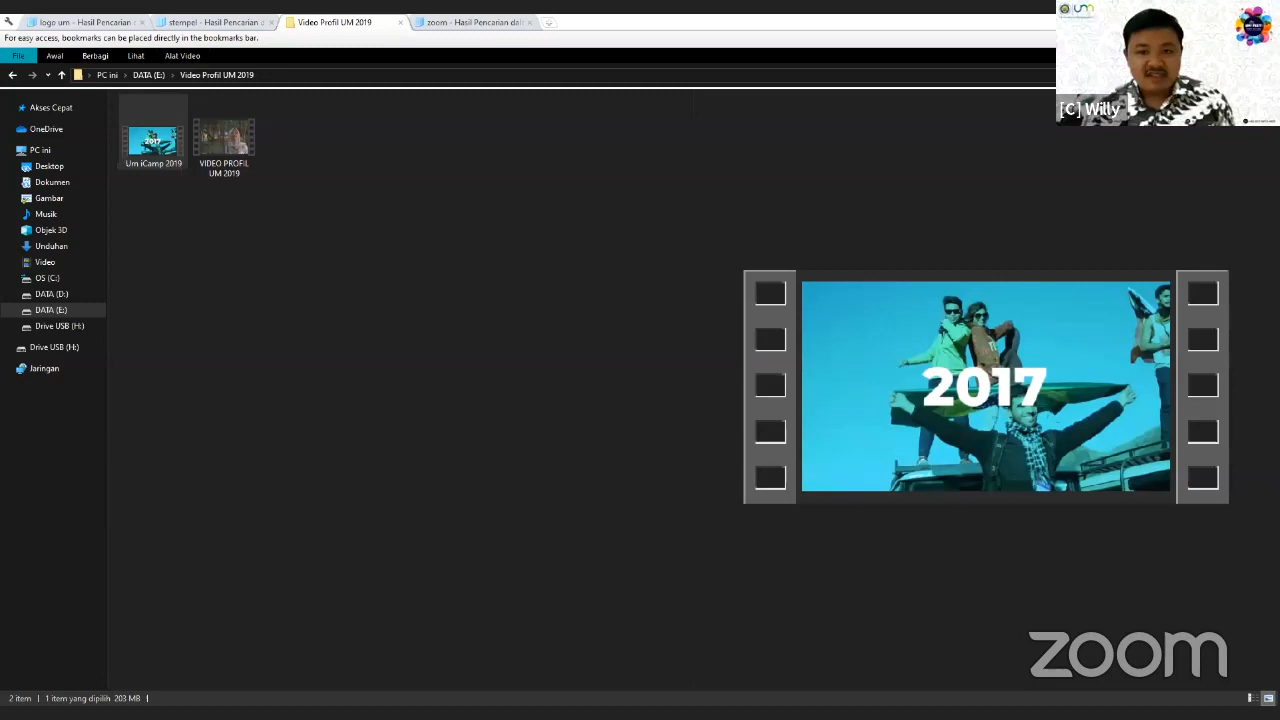 logo um - Hasil Pencarian d
stempel - Hasil Pencarian d
Video Profil UM 2019
zoom - Hasil Pencarian dal
For easy access, bookmarks can be placed directly in the bookmarks bar.
File
Awal
Berbagi
Lihat
Alat Video
PC ini
DATA (E:)
Video Profil UM 2019
um
[C] Willy
Akses Cepat
OneDrive
PC ini
Desktop
Dokumen
Gambar
Musik
Objek 3D
Unduhan
Video
OS (C:)
DATA (D:)
DATA (E:)
Drive USB (H:)
Drive USB (H:)
Jaringan
2017
Um iCamp 2019
VIDEO PROFIL
UM 2019
2017
zoom
2 item
1 item yang dipilih 203 MB